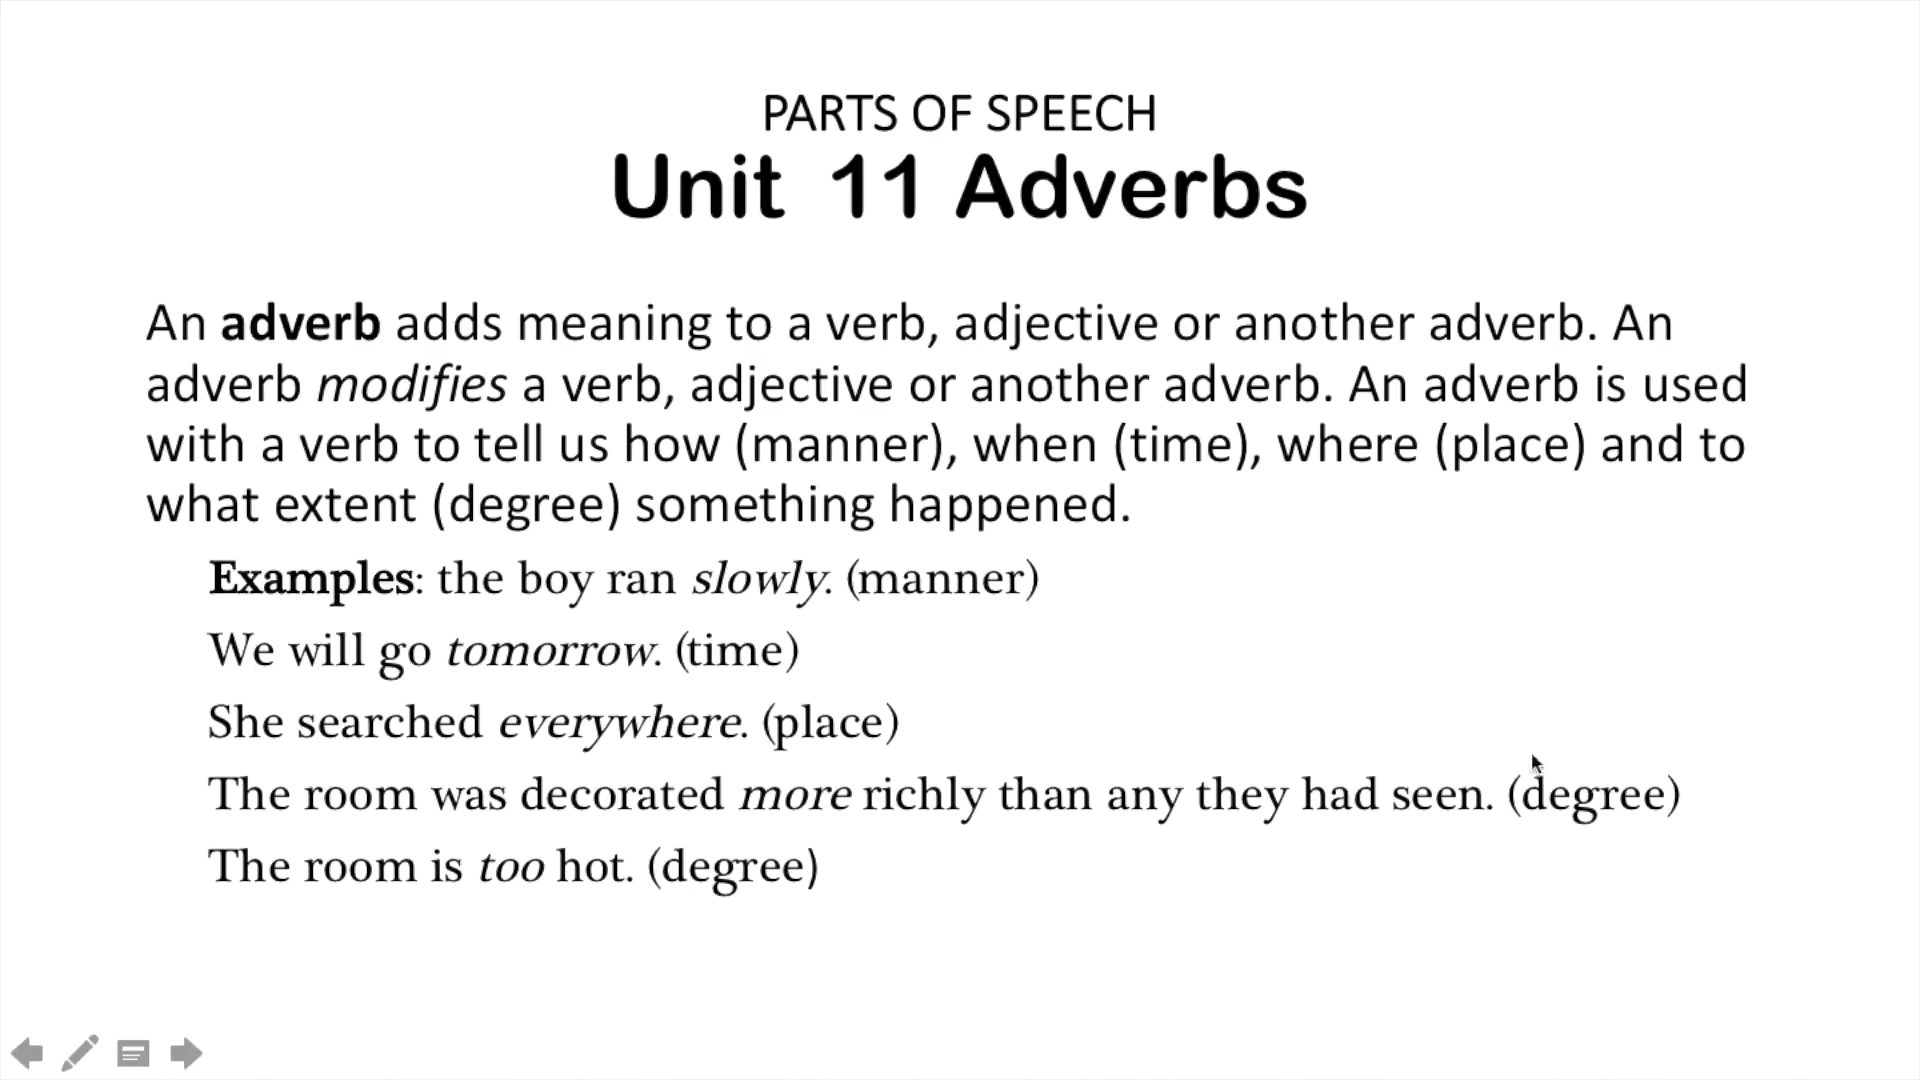 PARTS OF SPEECH
Unit 11 Adverbs
An adverb adds meaning to a verb, adjective or another adverb. An
adverb modifies a verb, adjective or another adverb. An adverb is used
with a verb to tell us how (manner), when (time), where (place) and to
what extent (degree) something happened.
Examples: the boy ran slowly. (manner)
We will go tomorrow. (time)
She searched everywhere. (place)
The room was decorated more richly than any they had seen. (degree)
The room is too hot. (degree)